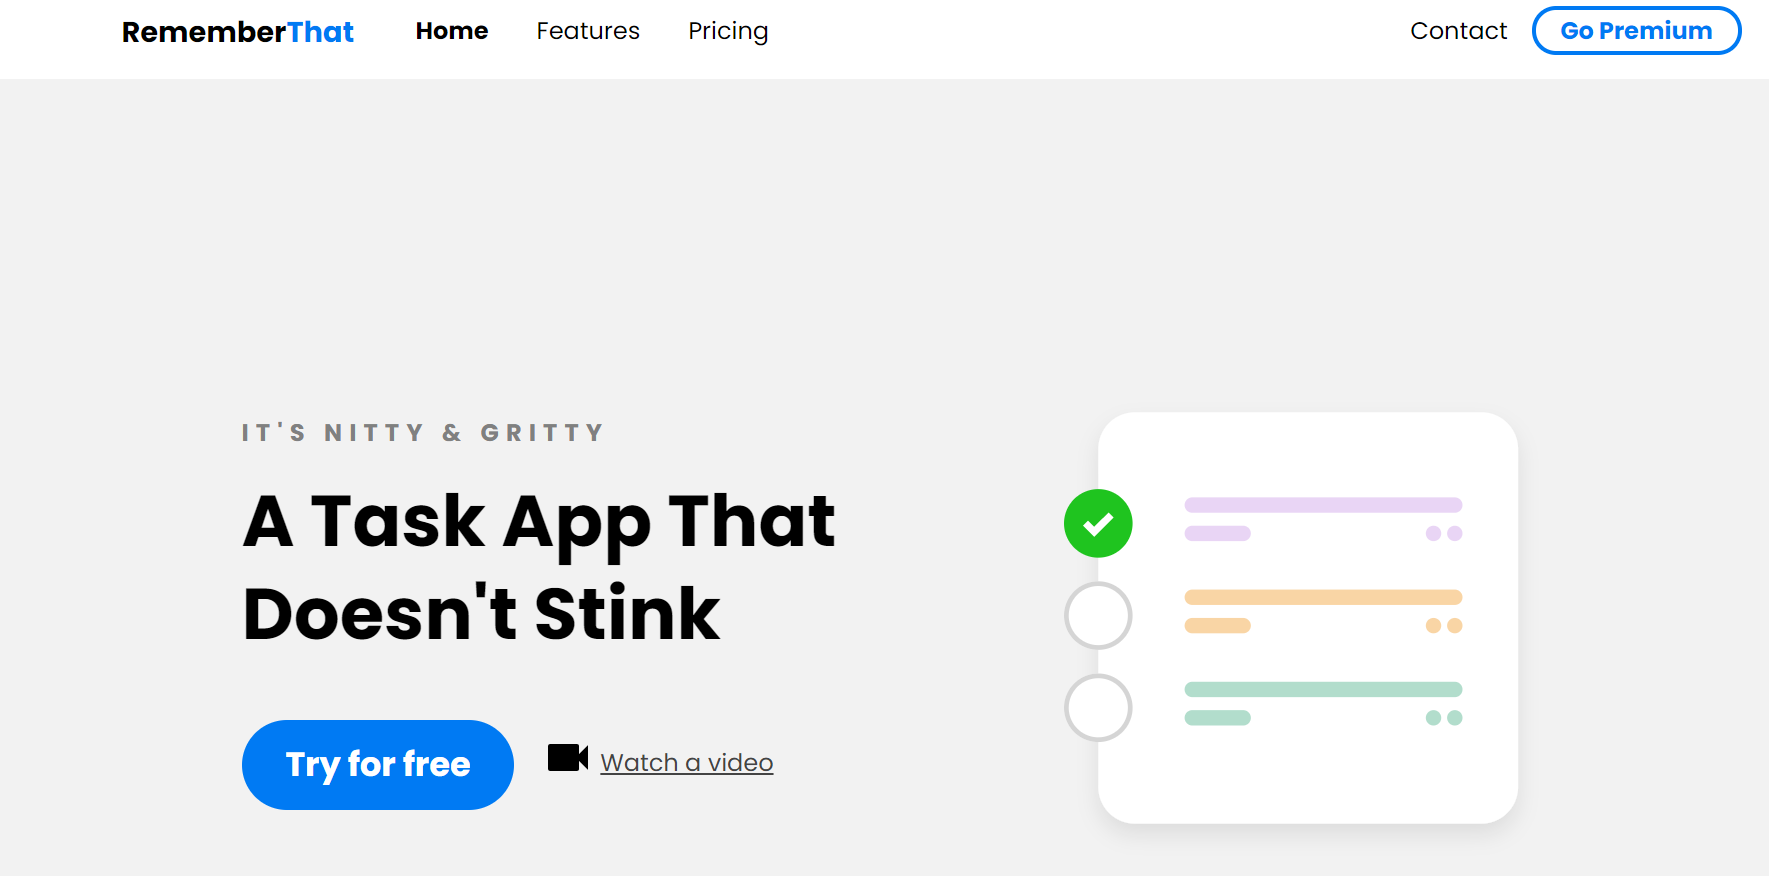 RememberThat Home Features Pricing Contact Go Premium
IT'S NITTY & GRITTY
A Task App That
Doesn't Stink
Try for free Watch a video